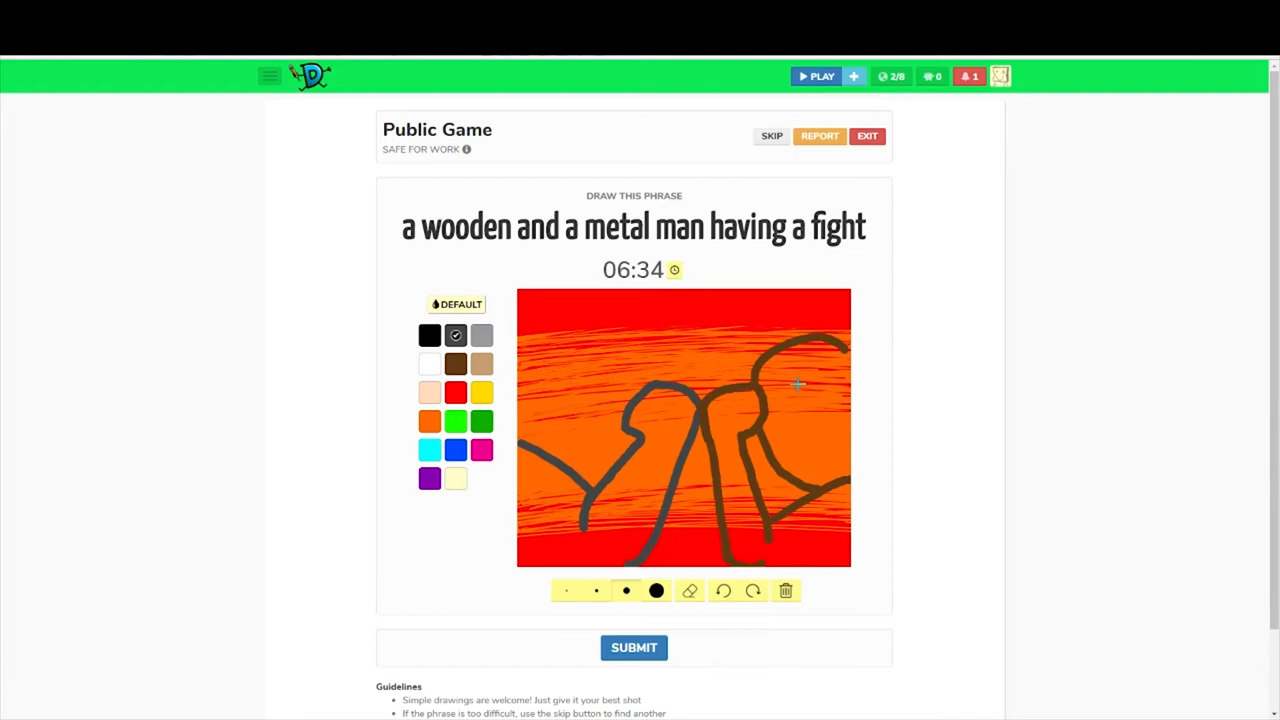 D
PLAY
2/8
0
1
Public Game
SKIP
REPORT
EXIT
SAFE FOR WORK
DRAW THIS PHRASE
a wooden and a metal man having a fight
06:34
DEFAULT
SUBMIT
Guidelines
Simple drawings are welcome! Just give it your best shot
If the phrase is too difficult, use the skip button to find another